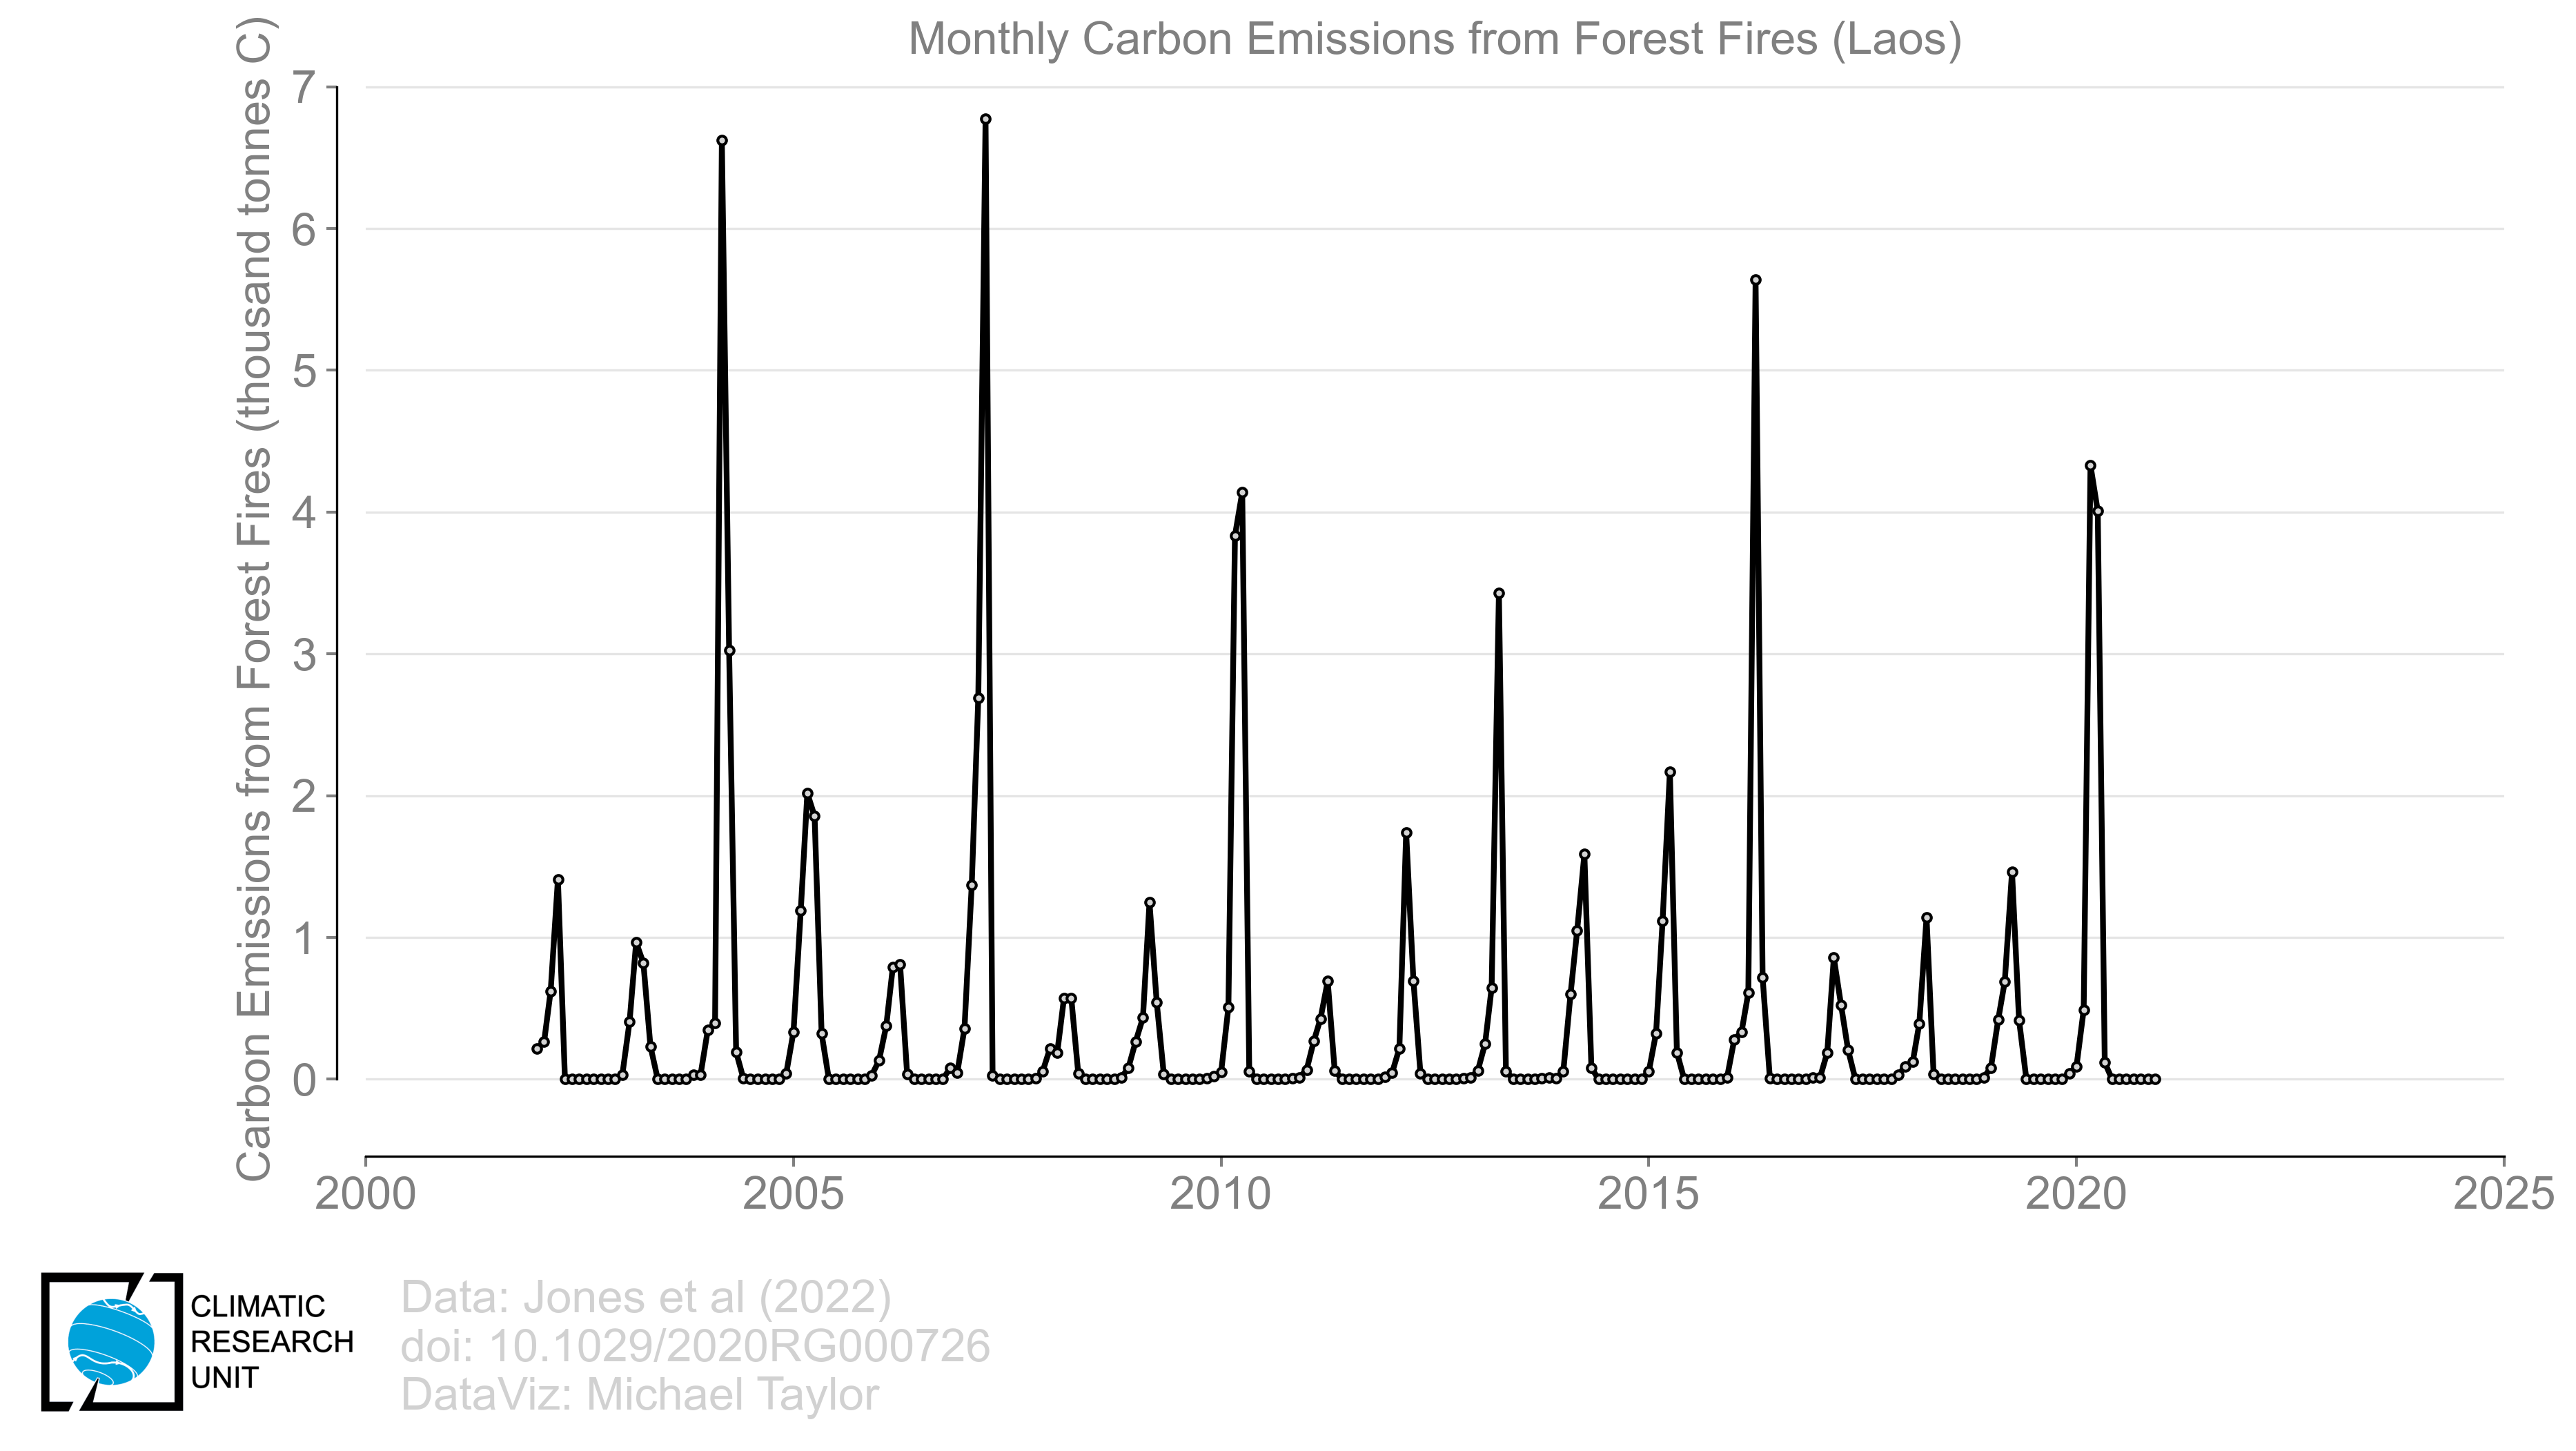 Monthly Carbon Emissions from Forest Fires (Laos)
Carbon Emissions from Forest Fires (thousand tonnes C)
7
6
5
4
3
2
1
0
2000 2005 2010 2015 2020 2025
CLIMATIC
RESEARCH
UNIT
Data: Jones et al (2022)
doi: 10.1029/2020RG000726
DataViz: Michael Taylor